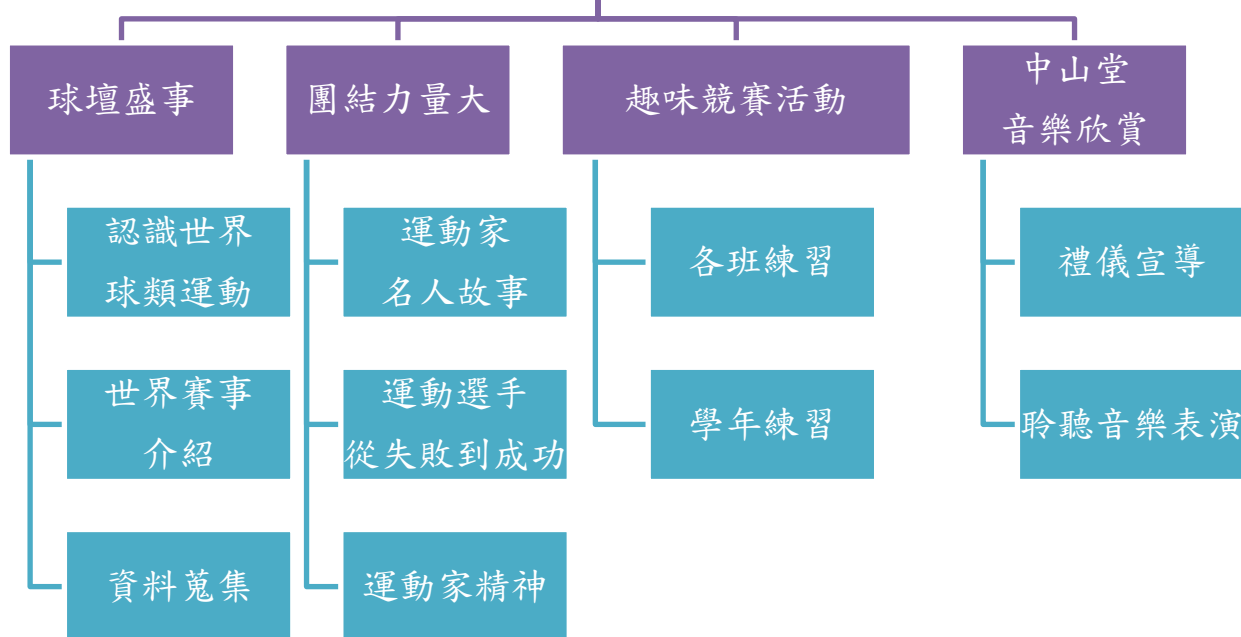 球壇盛事
團結力量大
趣味競賽活動
中山堂
音樂欣賞
認識世界
球類運動
運動家
名人故事
各班練習
禮儀宣導
世界賽事
介紹
運動選手
從失敗到成功
學年練習
聆聽音樂表演
資料蒐集
運動家精神